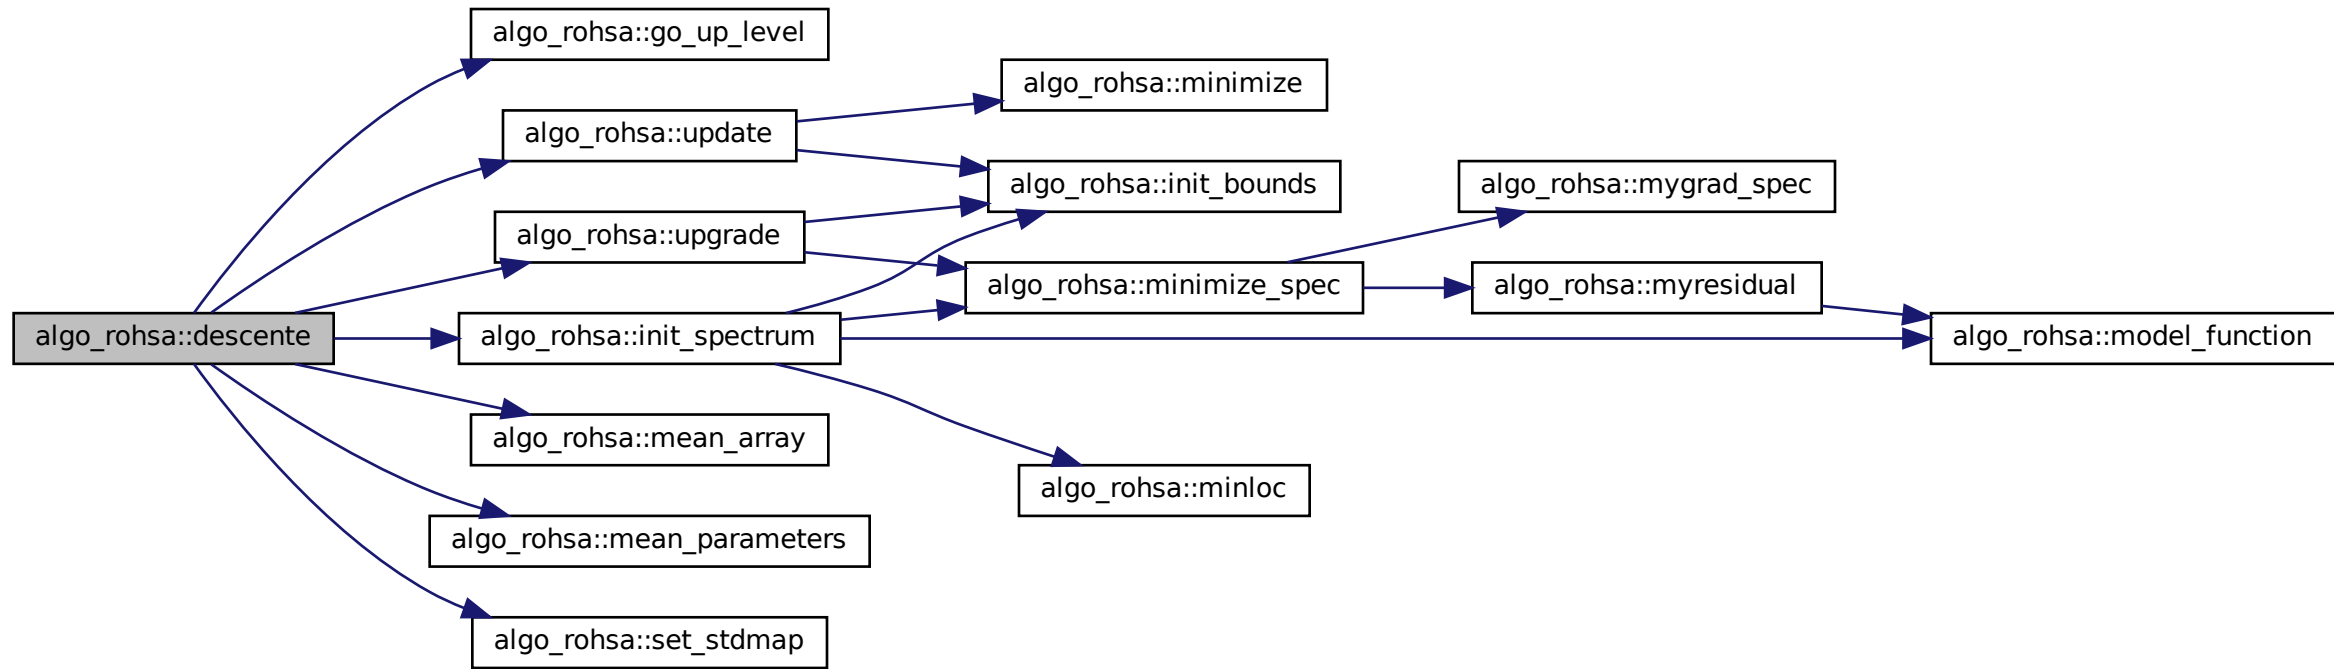 algo_rohsa::go_up_level
algo_rohsa::minimize
algo_rohsa::update
algo_rohsa::init_bounds
algo_rohsa::mygrad_spec
algo_rohsa::upgrade
algo_rohsa::minimize_spec
algo_rohsa::myresidual
algo_rohsa::descente
algo_rohsa::init_spectrum
algo_rohsa::model_function
algo_rohsa::mean_array
algo_rohsa::minloc
algo_rohsa::mean_parameters
algo_rohsa::set_stdmap